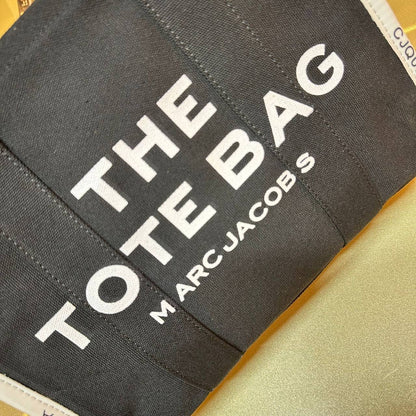 THE
TOTE BAG
MARC JACOBS